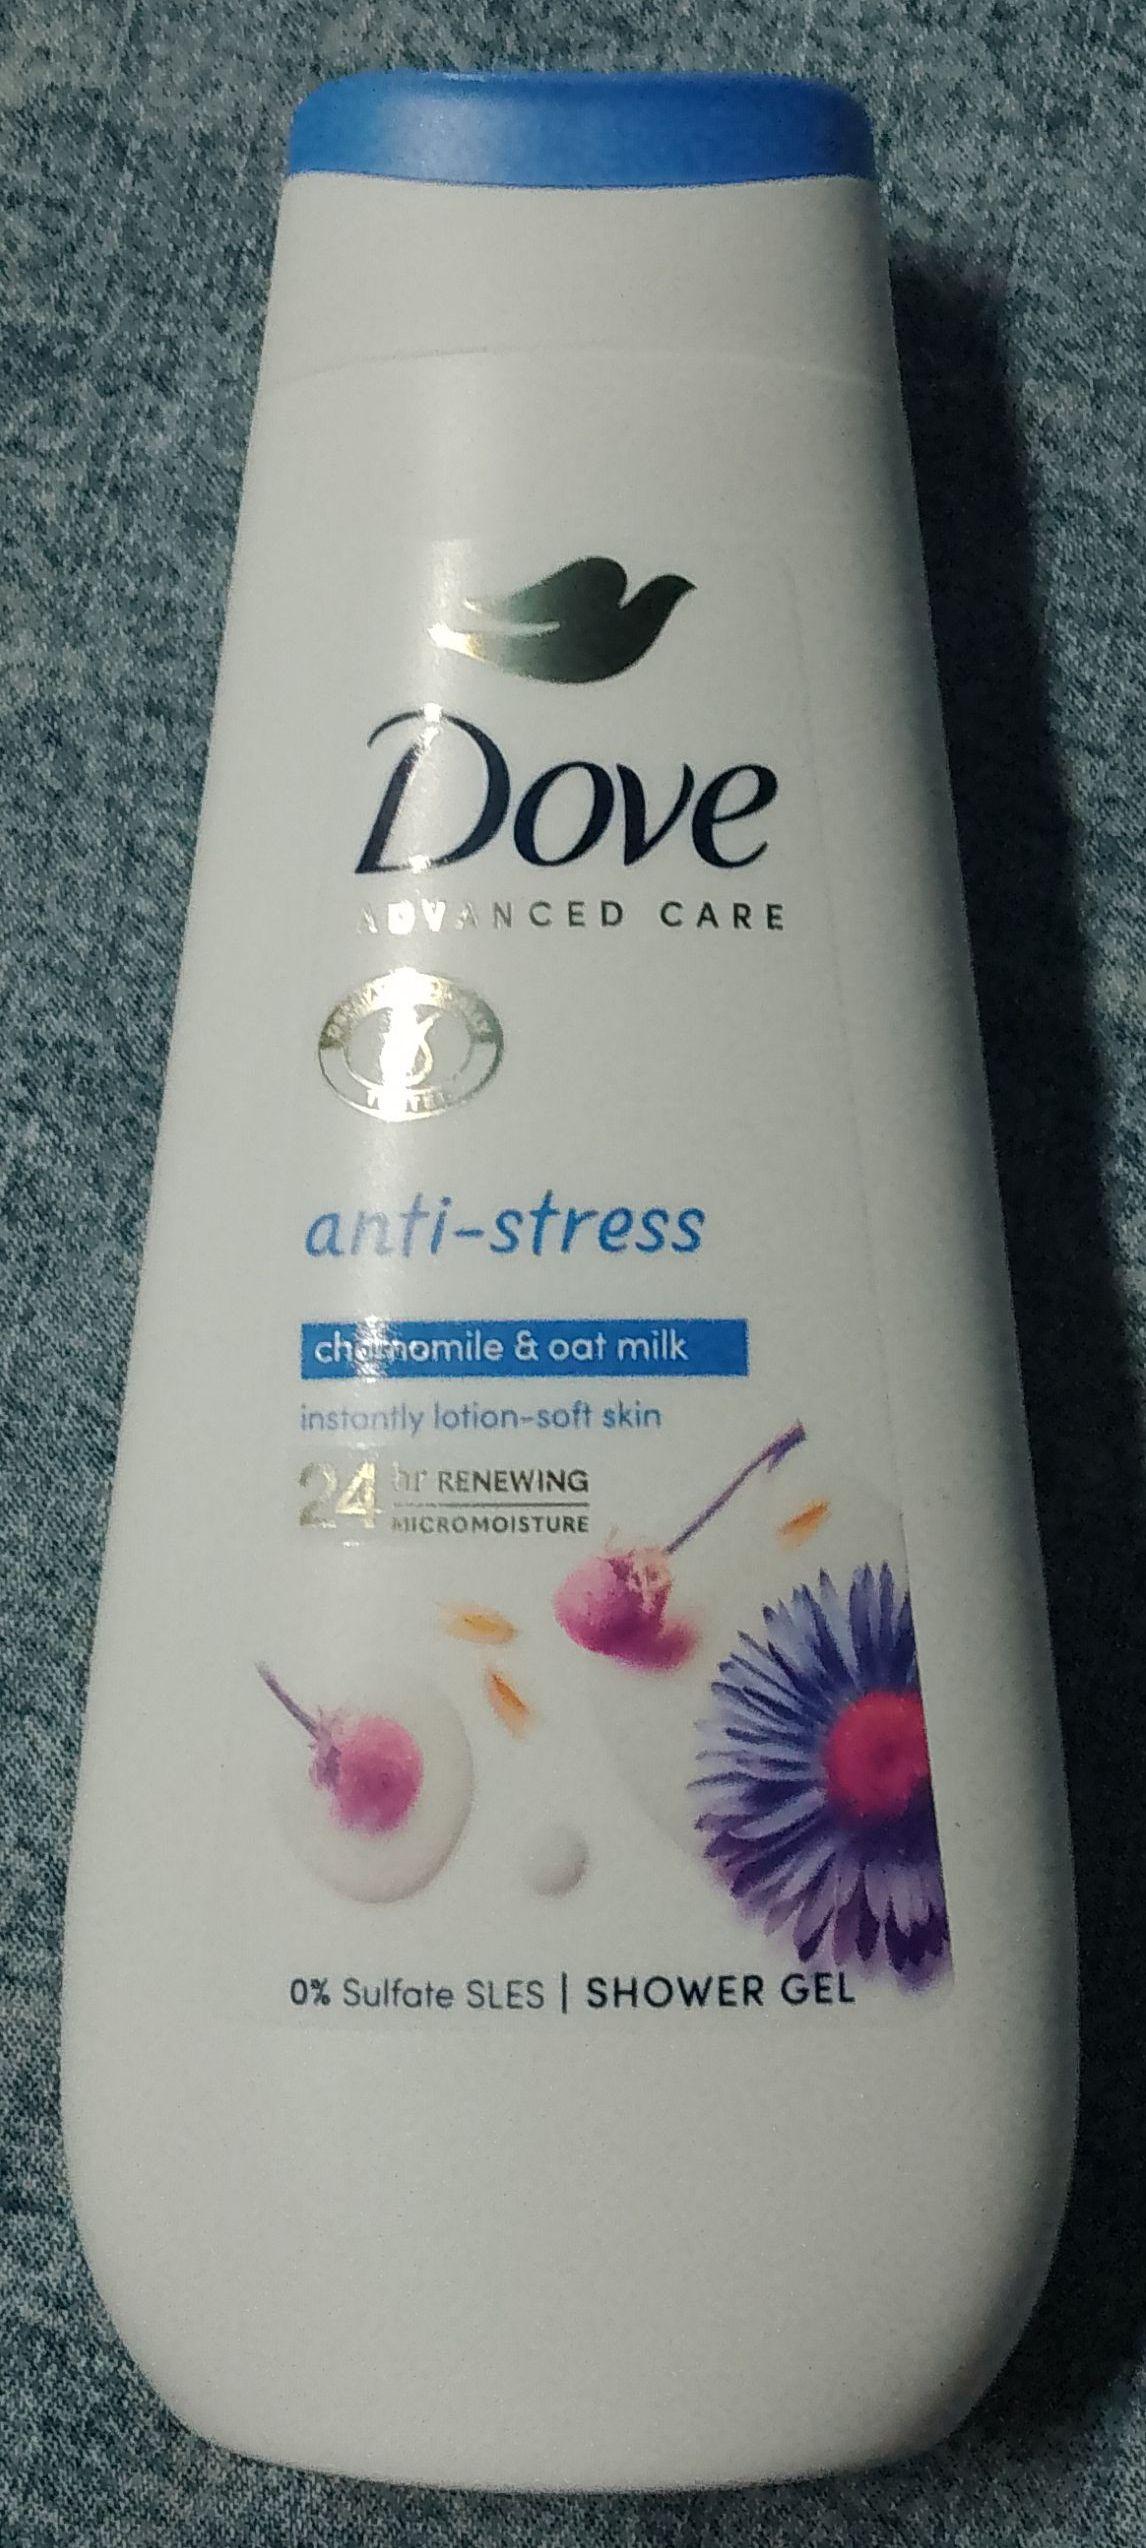 Dove
ADVANCED CARE
anti-stress
chamomile & oat milk
instantly lotion-soft skin
24 hr RENEWING
MICROMOISTURE
0% Sulfate SLES | SHOWER GEL